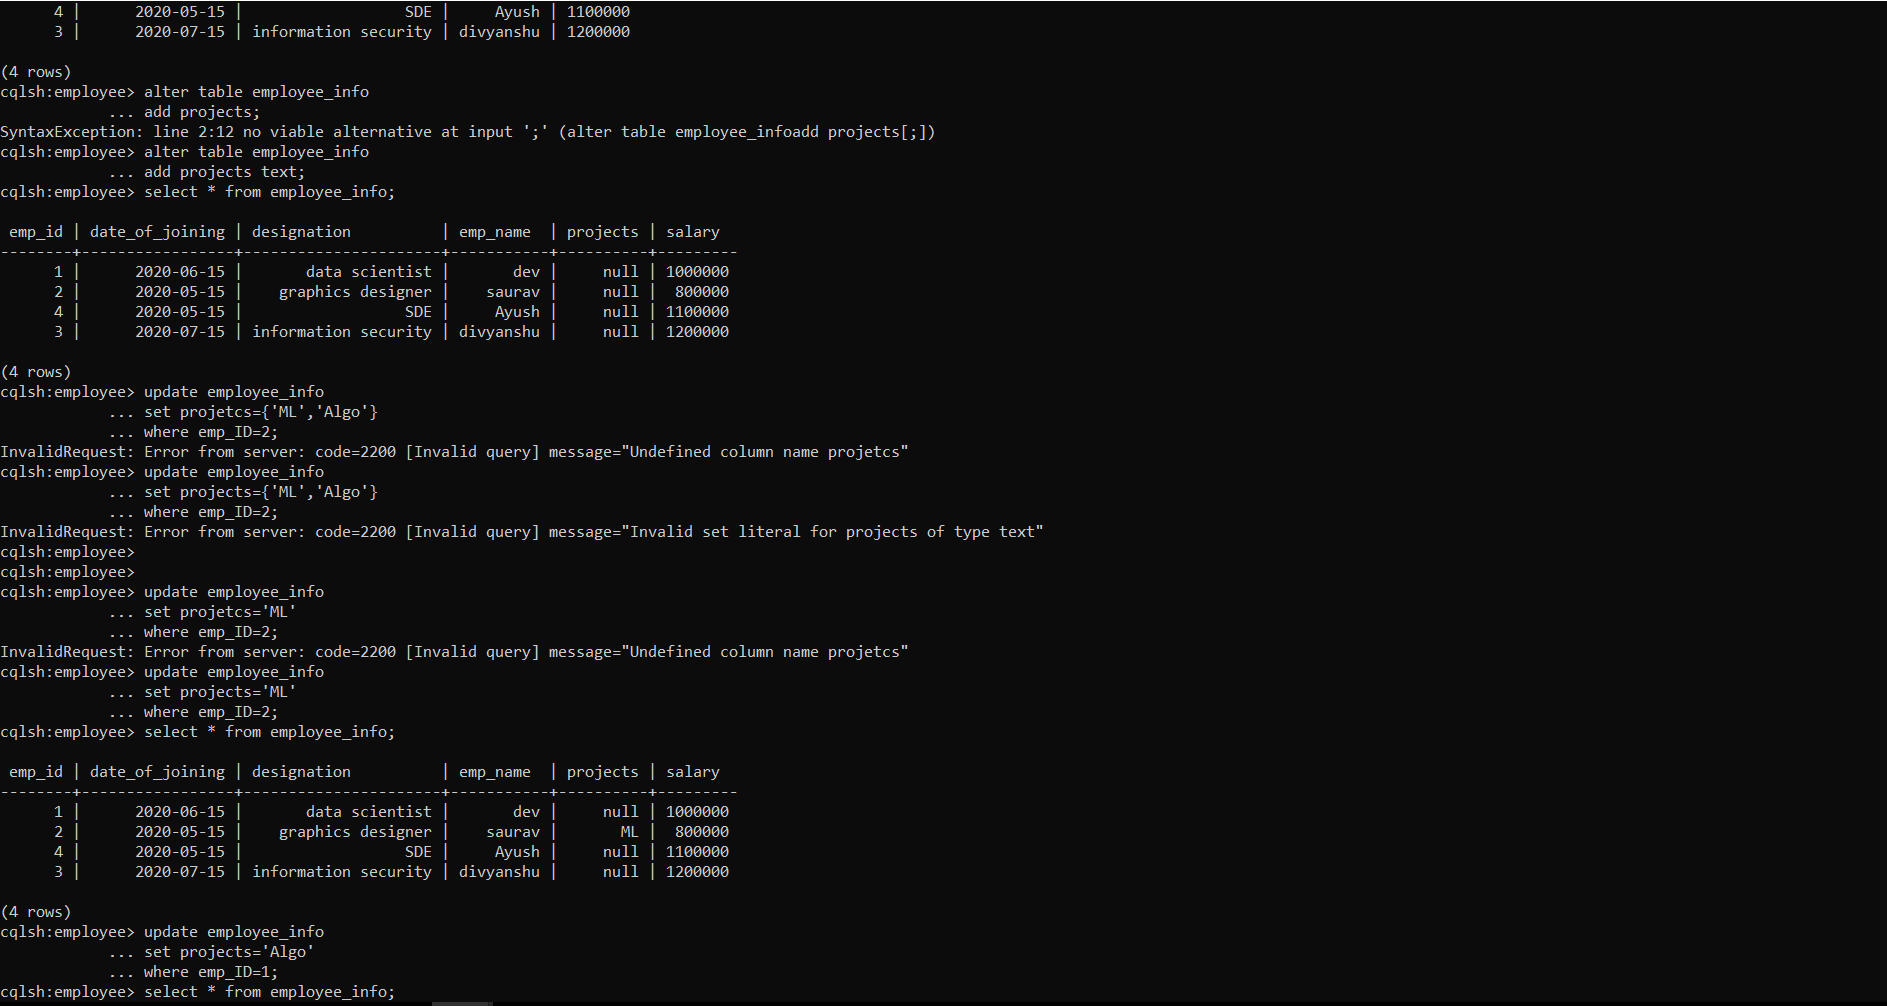 4 |      2020-05-15 |                  SDE |     Ayush | 1100000
      3 |      2020-07-15 | information security | divyanshu | 1200000
(4 rows)
cqlsh:employee> alter table employee_info
            ... add projects;
SyntaxException: line 2:12 no viable alternative at input ';' (alter table employee_infoadd projects[;])
cqlsh:employee> alter table employee_info
            ... add projects text;
cqlsh:employee> select * from employee_info;
 emp_id | date_of_joining | designation          | emp_name  | projects | salary
--------+-----------------+----------------------+-----------+----------+---------
      1 |      2020-06-15 |       data scientist |       dev |     null | 1000000
      2 |      2020-05-15 |    graphics designer |    saurav |     null |  800000
      4 |      2020-05-15 |                  SDE |     Ayush |     null | 1100000
      3 |      2020-07-15 | information security | divyanshu |     null | 1200000
(4 rows)
cqlsh:employee> update employee_info
            ... set projetcs={'ML','Algo'}
            ... where emp_ID=2;
InvalidRequest: Error from server: code=2200 [Invalid query] message="Undefined column name projetcs"
cqlsh:employee> update employee_info
            ... set projects={'ML','Algo'}
            ... where emp_ID=2;
InvalidRequest: Error from server: code=2200 [Invalid query] message="Invalid set literal for projects of type text"
cqlsh:employee>
cqlsh:employee>
cqlsh:employee> update employee_info
            ... set projetcs='ML'
            ... where emp_ID=2;
InvalidRequest: Error from server: code=2200 [Invalid query] message="Undefined column name projetcs"
cqlsh:employee> update employee_info
            ... set projects='ML'
            ... where emp_ID=2;
cqlsh:employee> select * from employee_info;
 emp_id | date_of_joining | designation          | emp_name  | projects | salary
--------+-----------------+----------------------+-----------+----------+---------
      1 |      2020-06-15 |       data scientist |       dev |     null | 1000000
      2 |      2020-05-15 |    graphics designer |    saurav |       ML |  800000
      4 |      2020-05-15 |                  SDE |     Ayush |     null | 1100000
      3 |      2020-07-15 | information security | divyanshu |     null | 1200000
(4 rows)
cqlsh:employee> update employee_info
            ... set projects='Algo'
            ... where emp_ID=1;
cqlsh:employee> select * from employee_info;